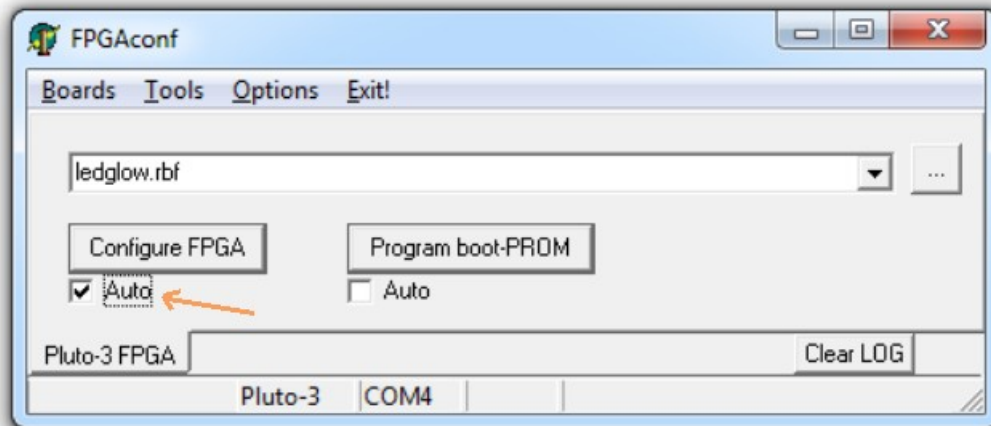 FPGAconf
Boards Tools Options Exit!
ledglow.rbf
...
Configure FPGA Program boot-PROM
Auto Auto
Pluto-3 FPGA Clear LOG
Pluto-3 COM4